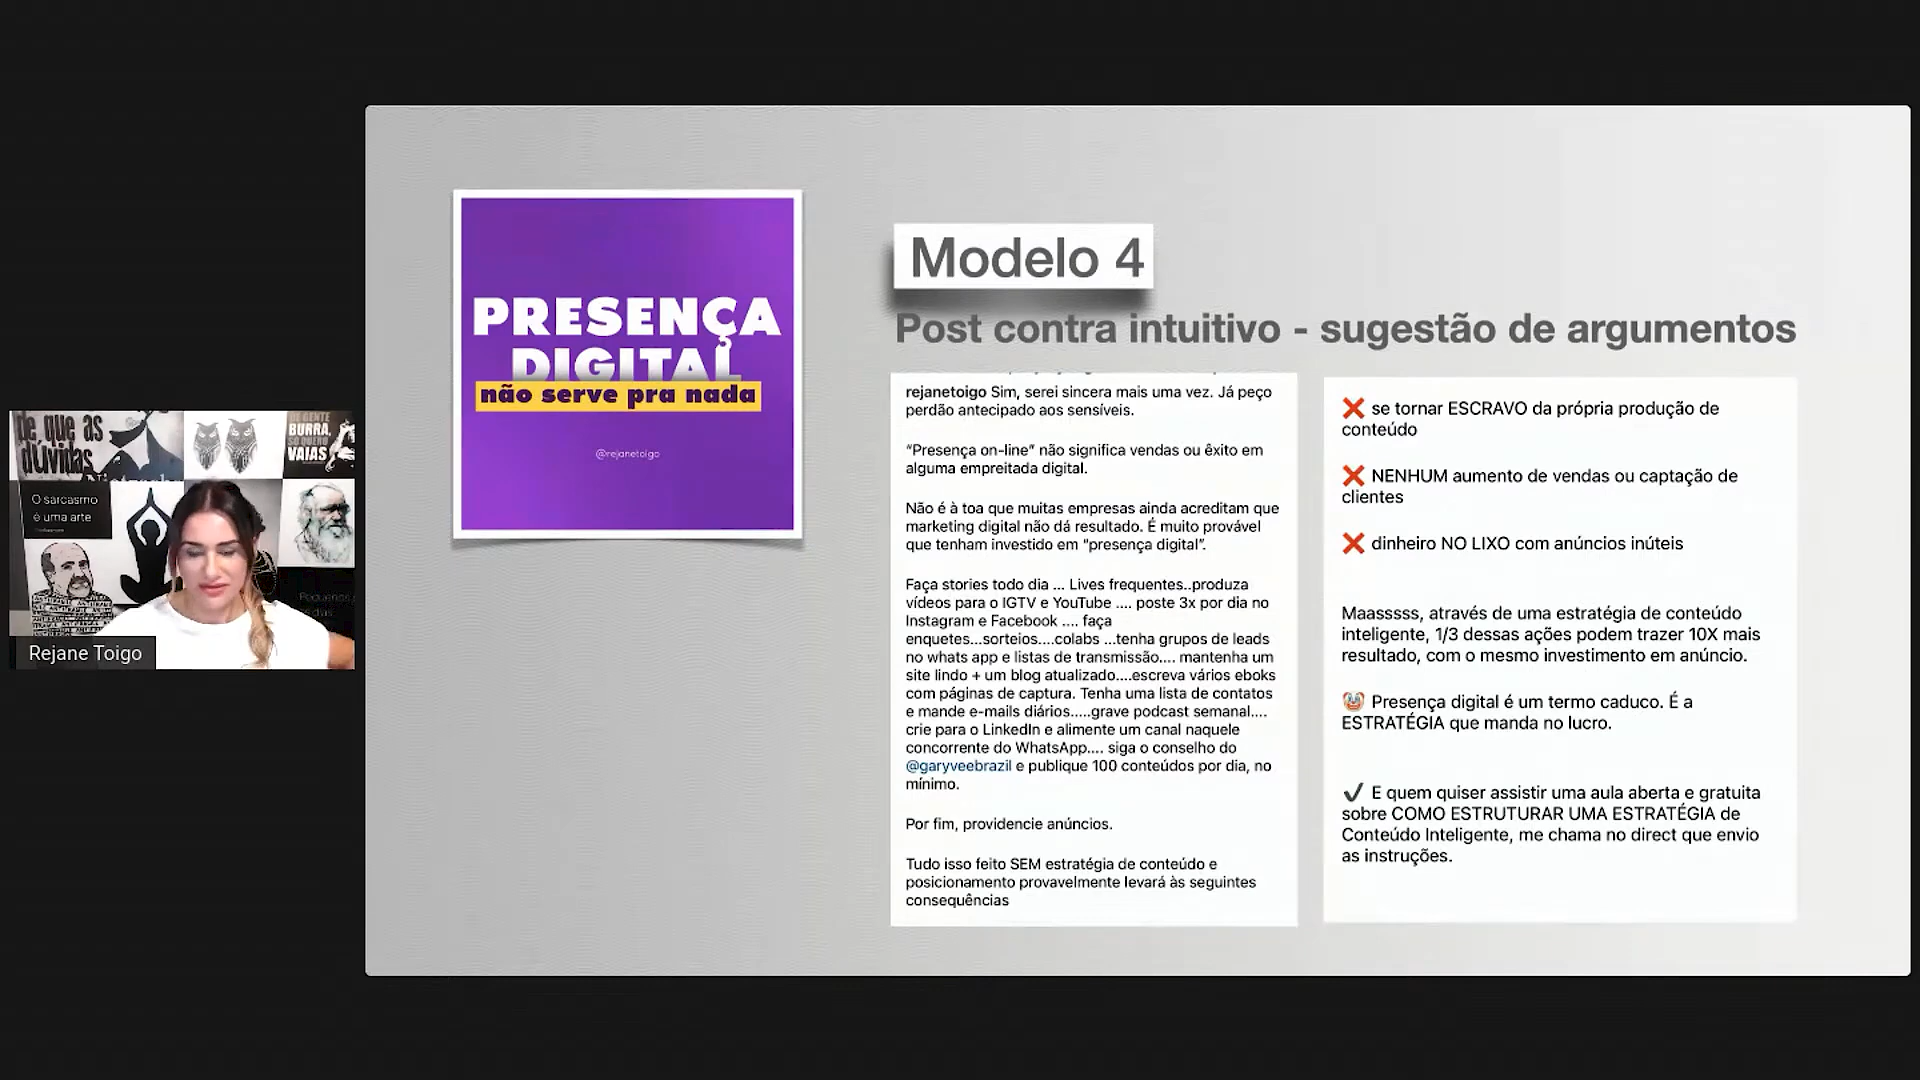 PRESENÇA
DIGITAL
não serve pra nada
@rejanetoigo
Modelo 4
Post contra intuitivo - sugestão de argumentos
rejanetoigo Sim, serei sincera mais uma vez. Já peço
perdão antecipado aos sensíveis.
“Presença on-line” não significa vendas ou êxito em
alguma empreitada digital.
Não é à toa que muitas empresas ainda acreditam que
marketing digital não dá resultado. É muito provável
que tenham investido em “presença digital”.
Faça stories todo dia ... Lives frequentes..produza
vídeos para o IGTV e YouTube .... poste 3x por dia no
Instagram e Facebook .... faça
enquetes...sorteios....colabs ...tenha grupos de leads
no whats app e listas de transmissão.... mantenha um
site lindo + um blog atualizado....escreva vários eboks
com páginas de captura. Tenha uma lista de contatos
e mande e-mails diários.....grave podcast semanal....
crie para o LinkedIn e alimente um canal naquele
concorrente do WhatsApp.... siga o conselho do
@garyveebrazil e publique 100 conteúdos por dia, no
mínimo.
Por fim, providencie anúncios.
Tudo isso feito SEM estratégia de conteúdo e
posicionamento provavelmente levará às seguintes
consequências
❌ se tornar ESCRAVO da própria produção de
conteúdo
❌ NENHUM aumento de vendas ou captação de
clientes
❌ dinheiro NO LIXO com anúncios inúteis
Maasssss, através de uma estratégia de conteúdo
inteligente, 1/3 dessas ações podem trazer 10X mais
resultado, com o mesmo investimento em anúncio.
🤡 Presença digital é um termo caduco. É a
ESTRATÉGIA que manda no lucro.
✔ E quem quiser assistir uma aula aberta e gratuita
sobre COMO ESTRUTURAR UMA ESTRATÉGIA de
Conteúdo Inteligente, me chama no direct que envio
as instruções.
de que as
dúvidas
DE GENTE
BURRA,
SÓ QUERO
VAIAS
O sarcasmo
é uma arte
Rejane Toigo